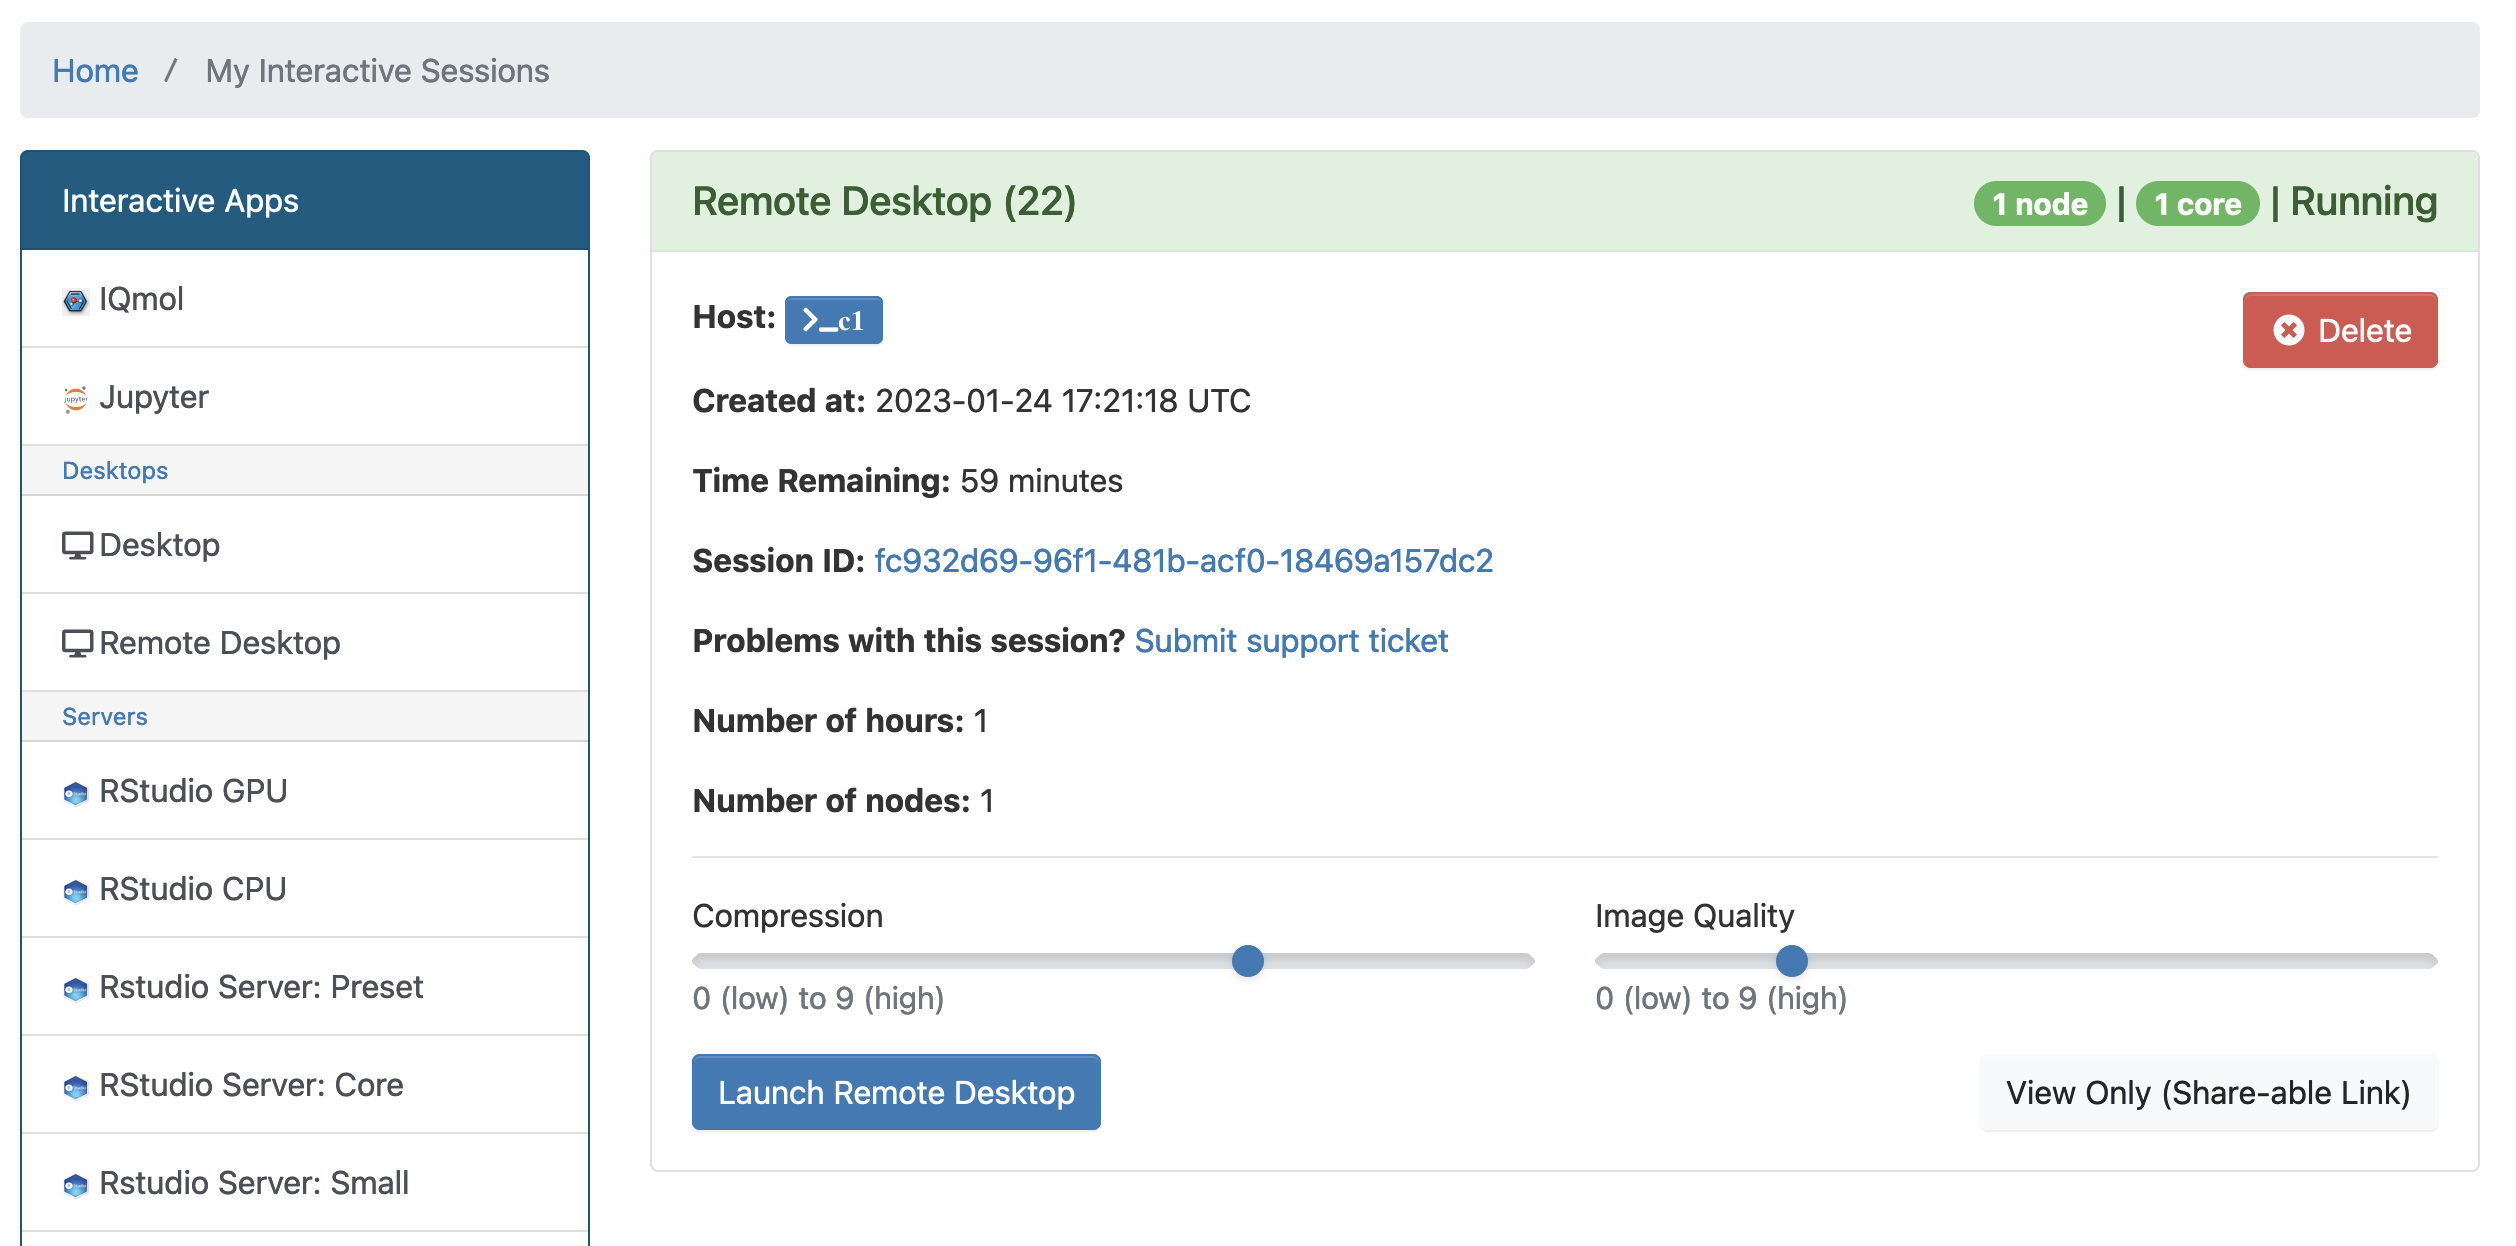 Home / My Interactive Sessions
Interactive Apps
IQmol
Jupyter
Desktops
Desktop
Remote Desktop
Servers
RStudio GPU
RStudio CPU
Rstudio Server: Preset
RStudio Server: Core
Rstudio Server: Small
Remote Desktop (22)
1 node | 1 core | Running
Host: >_c1
Delete
Created at: 2023-01-24 17:21:18 UTC
Time Remaining: 59 minutes
Session ID: fc932d69-96f1-481b-acf0-18469a157dc2
Problems with this session? Submit support ticket
Number of hours: 1
Number of nodes: 1
Compression
0 (low) to 9 (high)
Image Quality
0 (low) to 9 (high)
Launch Remote Desktop
View Only (Share-able Link)